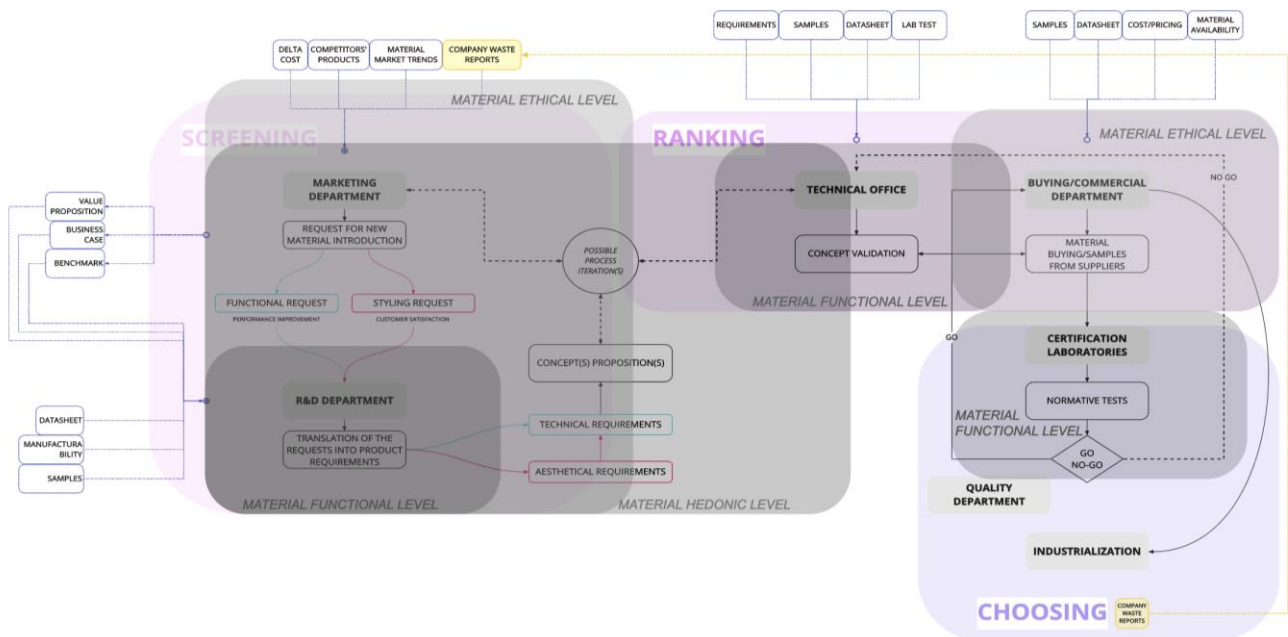 REQUIREMENTS
SAMPLES
DATASHEET
LAB TEST
SAMPLES
DATASHEET
COST/PRICING
MATERIAL
AVAILABILITY
DELTA
COST
COMPETITORS'
PRODUCTS
MATERIAL
MARKET TRENDS
COMPANY WASTE
REPORTS
MATERIAL ETHICAL LEVEL
SCREENING
RANKING
MATERIAL ETHICAL LEVEL
MARKETING
DEPARTMENT
TECHNICAL OFFICE
NO GO
BUYING/COMMERCIAL
DEPARTMENT
VALUE
PROPOSITION
BUSINESS
CASE
BENCHMARK
REQUEST FOR NEW
MATERIAL INTRODUCTION
POSSIBLE
PROCESS
ITERATION(S)
CONCEPT VALIDATION
MATERIAL
BUYING/SAMPLES
FROM SUPPLIERS
FUNCTIONAL REQUEST
PERFORMANCE IMPROVEMENT
STYLING REQUEST
CUSTOMER SATISFACTION
MATERIAL FUNCTIONAL LEVEL
GO
CERTIFICATION
LABORATORIES
CONCEPT(S) PROPOSITION(S)
R&D DEPARTMENT
NORMATIVE TESTS
DATASHEET
MANUFACTURA
BILITY
SAMPLES
TRANSLATION OF THE
REQUESTS INTO PRODUCT
REQUIREMENTS
TECHNICAL REQUIREMENTS
AESTHETICAL REQUIREMENTS
MATERIAL
FUNCTIONAL LEVEL
GO
NO-GO
MATERIAL FUNCTIONAL LEVEL
MATERIAL HEDONIC LEVEL
QUALITY
DEPARTMENT
INDUSTRIALIZATION
CHOOSING
COMPANY
WASTE
REPORTS